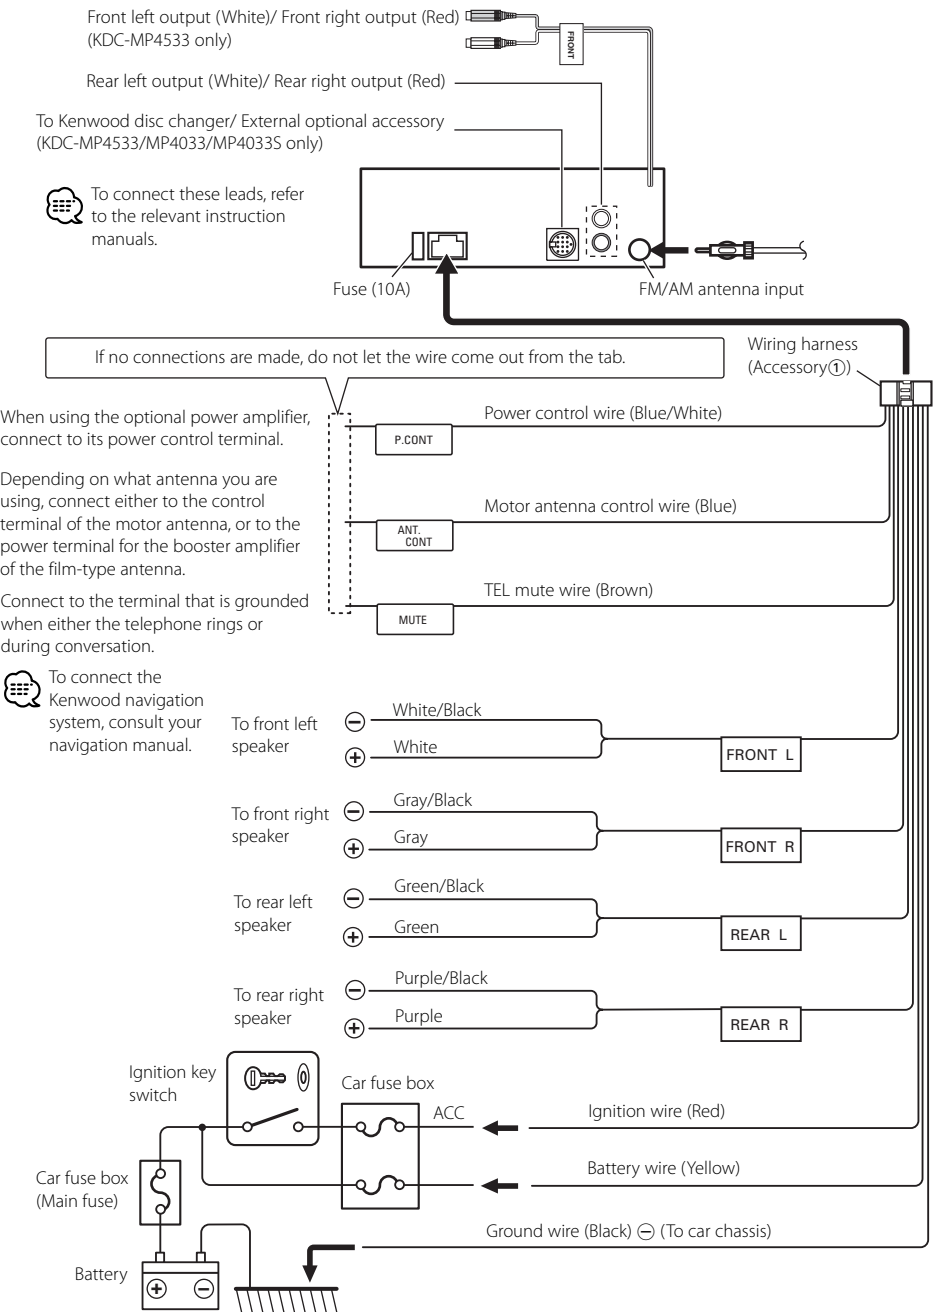 Front left output (White)/ Front right output (Red)
(KDC-MP4533 only)
FRONT
Rear left output (White)/ Rear right output (Red)
To Kenwood disc changer/ External optional accessory
(KDC-MP4533/MP4033/MP4033S only)
To connect these leads, refer
to the relevant instruction
manuals.
Fuse (10A)
FM/AM antenna input
If no connections are made, do not let the wire come out from the tab.
Wiring harness
(Accessory①)
When using the optional power amplifier,
connect to its power control terminal.
Power control wire (Blue/White)
P.CONT
Depending on what antenna you are
using, connect either to the control
terminal of the motor antenna, or to the
power terminal for the booster amplifier
of the film-type antenna.
Motor antenna control wire (Blue)
ANT.
CONT
Connect to the terminal that is grounded
when either the telephone rings or
during conversation.
TEL mute wire (Brown)
MUTE
To connect the
Kenwood navigation
system, consult your
navigation manual.
To front left
speaker
⊖
White/Black
⊕
White
FRONT L
To front right
speaker
⊖
Gray/Black
⊕
Gray
FRONT R
To rear left
speaker
⊖
Green/Black
⊕
Green
REAR L
To rear right
speaker
⊖
Purple/Black
⊕
Purple
REAR R
Ignition key
switch
Car fuse box
ACC
Ignition wire (Red)
Battery wire (Yellow)
Car fuse box
(Main fuse)
Ground wire (Black) ⊖ (To car chassis)
Battery
⊕ ⊖